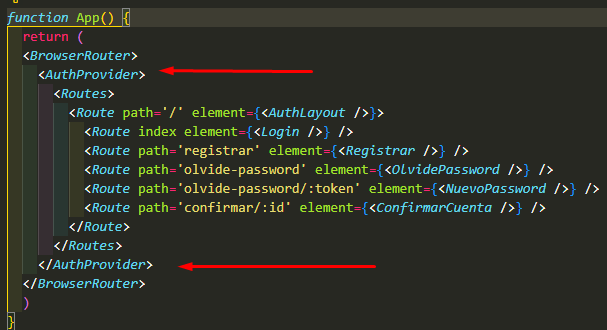 function App() {
return (
<BrowserRouter>
<AuthProvider>
<Routes>
<Route path='/' element={<AuthLayout />}>
<Route index element={<Login />} />
<Route path='registrar' element={<Registrar />} />
<Route path='olvide-password' element={<OLvidePassword />} />
<Route path='olvide-password/:token' element={<NuevoPassword />} />
<Route path='confirmar/:id' element={<ConfirmarCuenta />} />
</Route>
</Routes>
</AuthProvider>
</BrowserRouter>
)
}